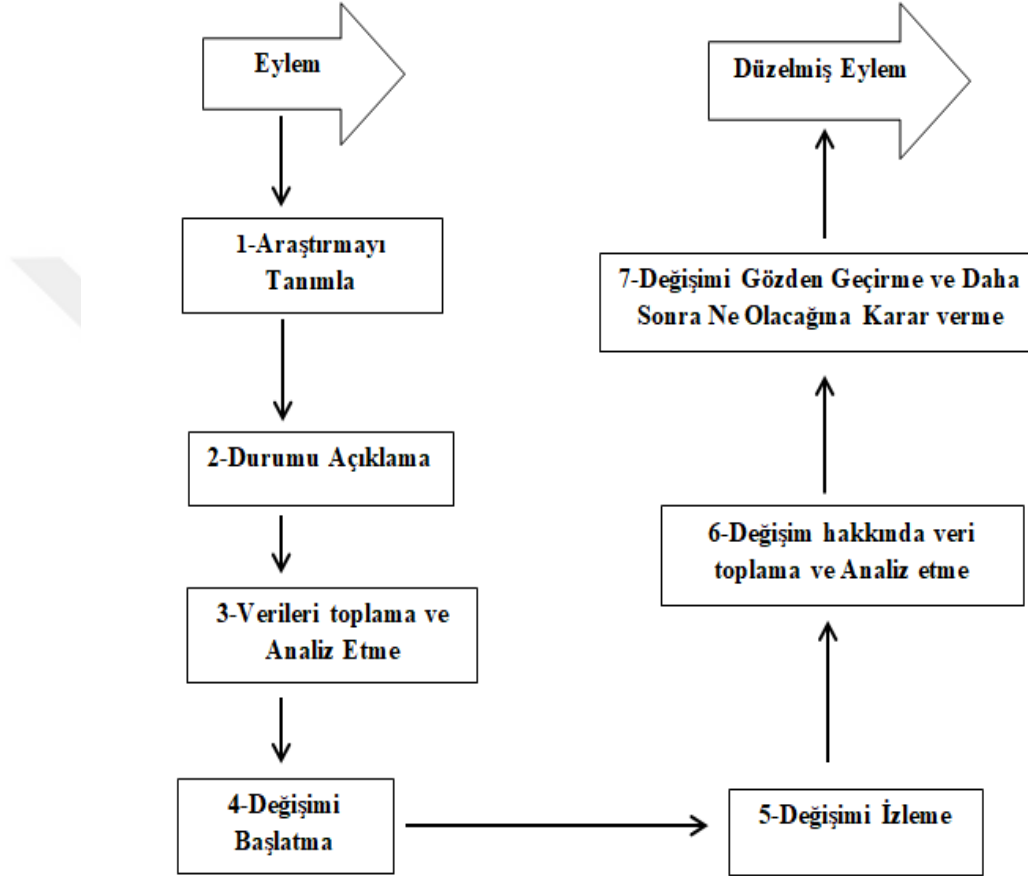 Eylem
1-Araştırmayı
Tanımla
2-Durumu Açıklama
3-Verileri toplama ve
Analiz Etme
4-Değişimi
Başlatma
5-Değişimi İzleme
6-Değişim hakkında veri
toplama ve Analiz etme
7-Değişimi Gözden Geçirme ve Daha
Sonra Ne Olacağına Karar verme
Düzelmiş Eylem